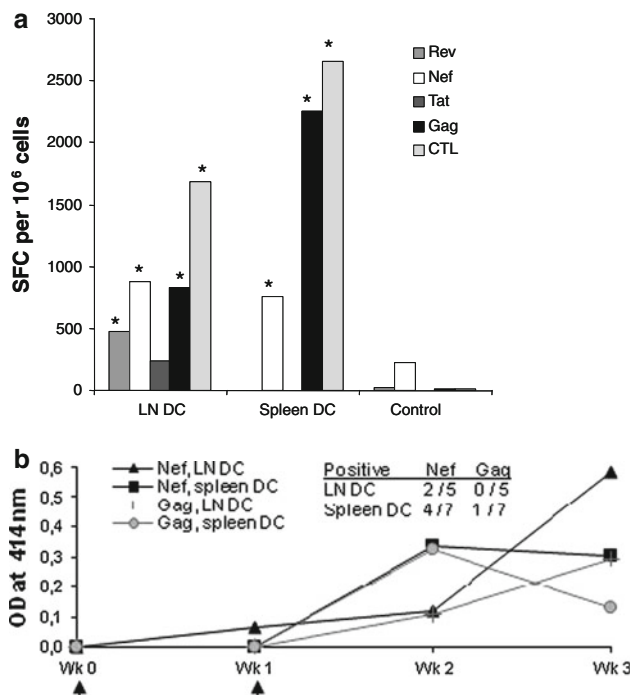 a
3000
2500
2000
1500
1000
500
0
SFC per 10⁶ cells
Rev
Nef
Tat
Gag
CTL
*
*
*
*
*
*
*
LN DC
Spleen DC
Control
b
0,6
0,5
0,4
0,3
0,2
0,1
0,0
OD at 414nm
Nef, LN DC
Nef, spleen DC
Gag, LN DC
Gag, spleen DC
Positive Nef Gag
LN DC 2/5 0/5
Spleen DC 4/7 1/7
Wk 0
Wk 1
Wk 2
Wk 3